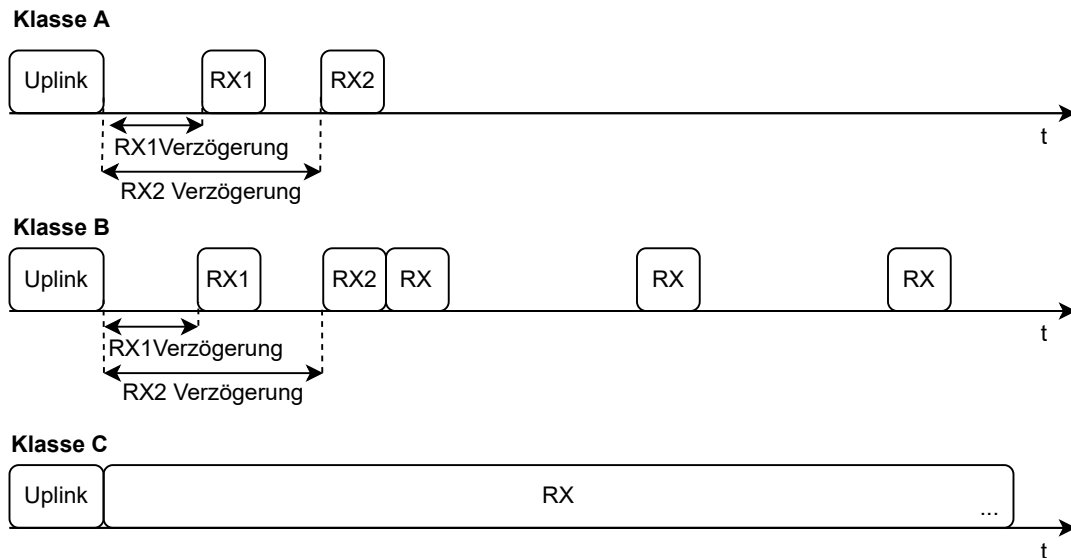 Klasse A
Uplink RX1 RX2
t
RX1Verzögerung
RX2 Verzögerung
Klasse B
Uplink RX1 RX2 RX RX RX
t
RX1Verzögerung
RX2 Verzögerung
Klasse C
Uplink RX
...
t